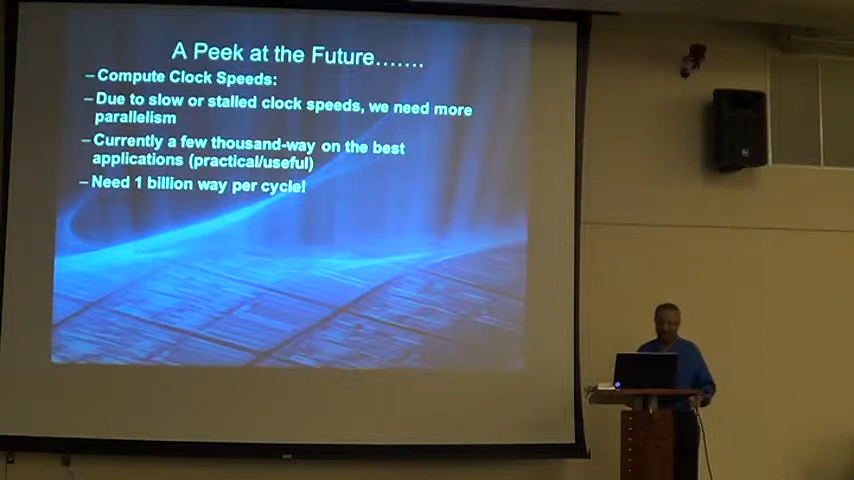 A Peek at the Future…….
–Compute Clock Speeds:
–Due to slow or stalled clock speeds, we need more
parallelism
–Currently a few thousand-way on the best
applications (practical/useful)
–Need 1 billion way per cycle!